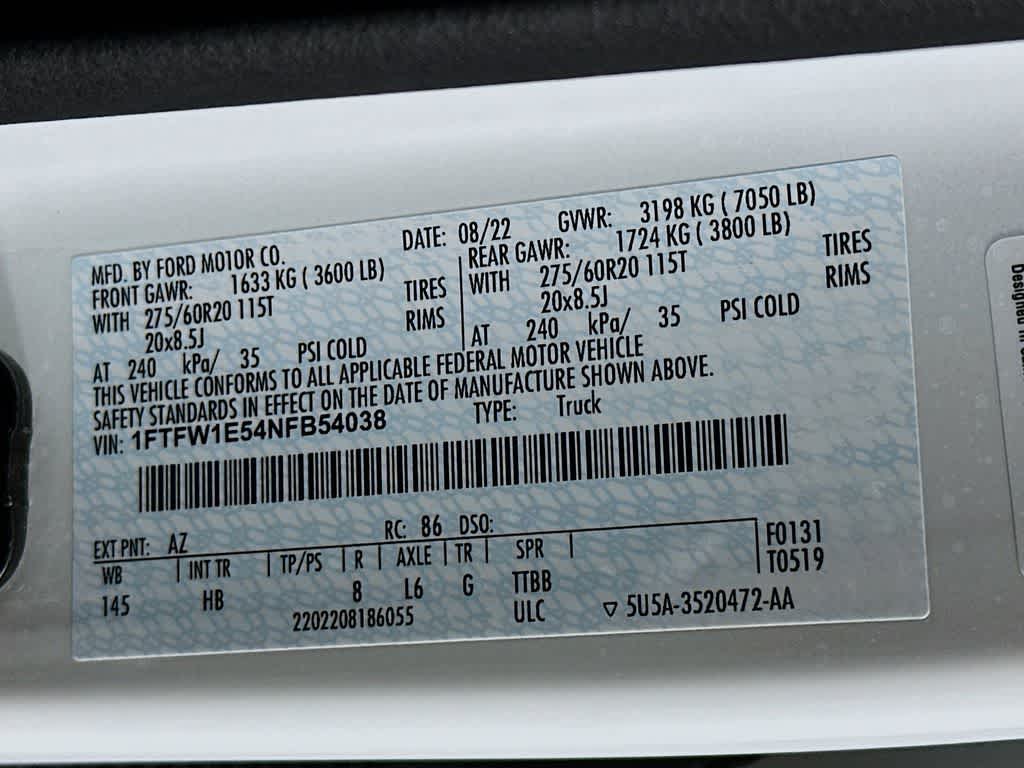 MFD. BY FORD MOTOR CO. DATE: 08/22 GVWR: 3198 KG ( 7050 LB)
FRONT GAWR: 1633 KG ( 3600 LB) REAR GAWR: 1724 KG ( 3800 LB)
WITH 275/60R20 115T TIRES WITH 275/60R20 115T TIRES
20x8.5J RIMS 20x8.5J RIMS
AT 240 kPa/ 35 PSI COLD AT 240 kPa/ 35 PSI COLD
THIS VEHICLE CONFORMS TO ALL APPLICABLE FEDERAL MOTOR VEHICLE
SAFETY STANDARDS IN EFFECT ON THE DATE OF MANUFACTURE SHOWN ABOVE.
VIN: 1FTFW1E54NFB54038 TYPE: Truck
EXT PNT: AZ RC: 86 DSO: F0131
WB INT TR TP/PS R AXLE TR SPR T0519
145 HB 8 L6 G TTBB
2202208186055 ULC ▽ 5U5A-3520472-AA
Designed in